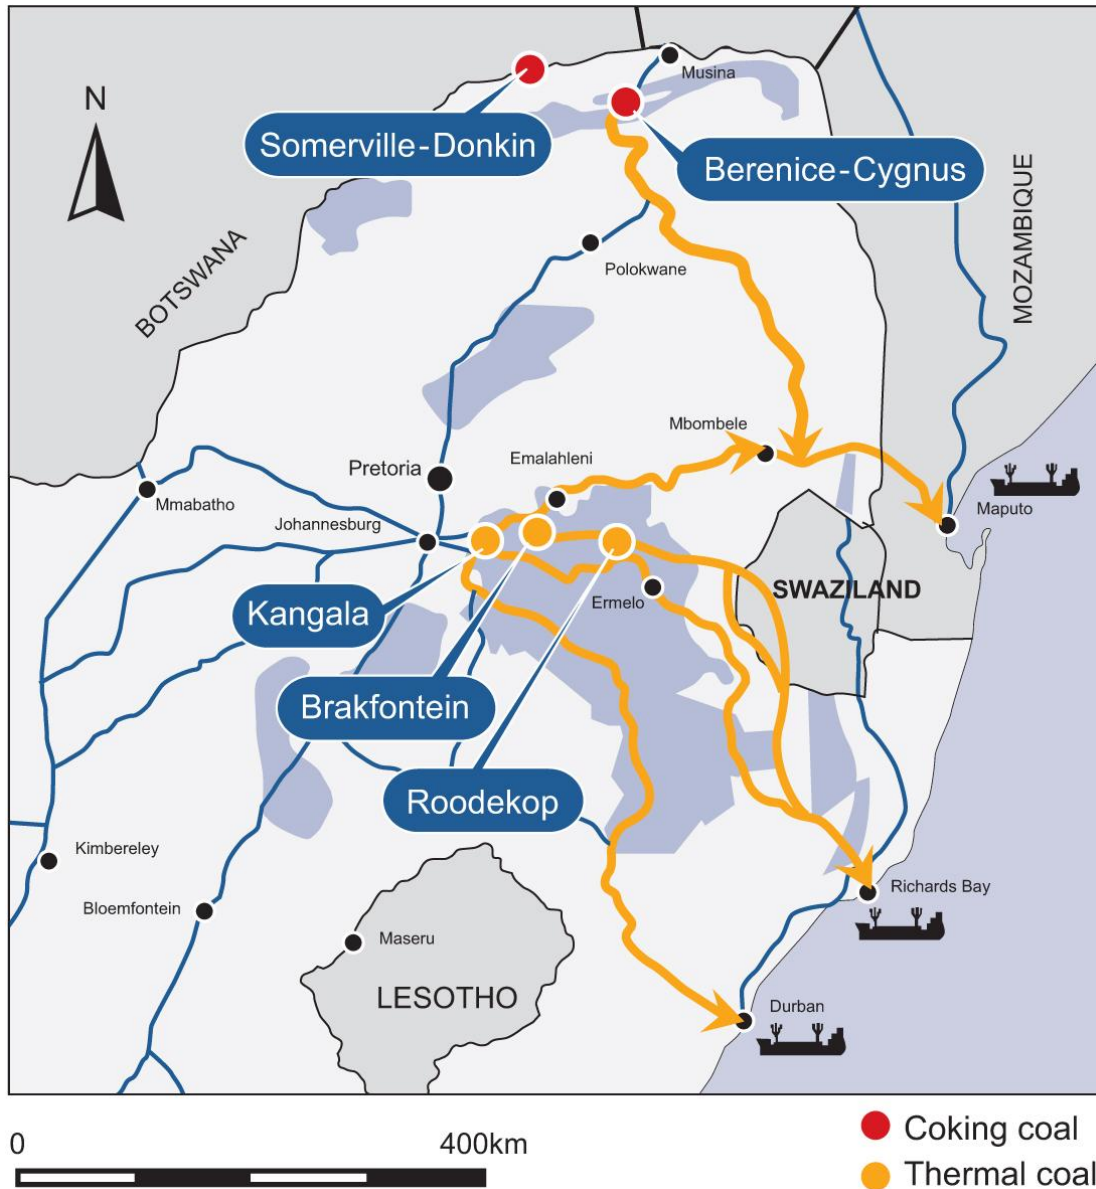 N
Musina
Somerville-Donkin
Berenice-Cygnus
MOZAMBIQUE
BOTSWANA
Polokwane
Mbombele
Emalahleni
Pretoria
Mmabatho
Johannesburg
Maputo
SWAZILAND
Kangala
Ermelo
Brakfontein
Roodekop
Kimbereley
Richards Bay
Bloemfontein
Maseru
LESOTHO
Durban
0
400km
Coking coal
Thermal coal